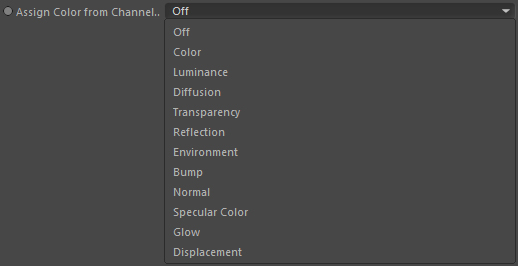 Assign Color from Channel.. Off
Off
Color
Luminance
Diffusion
Transparency
Reflection
Environment
Bump
Normal
Specular Color
Glow
Displacement